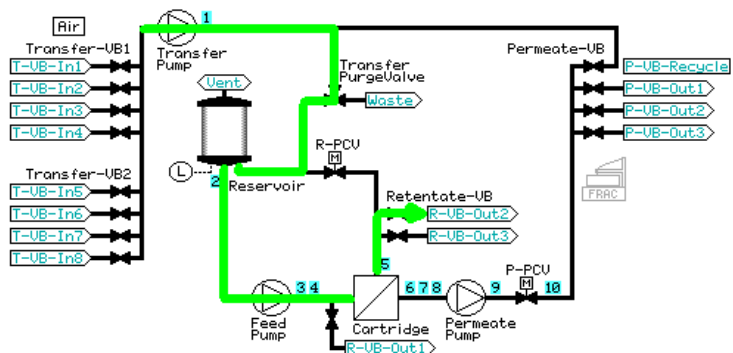 Air
1
Transfer-VB1
Transfer
Pump
Permeate-VB
T-VB-In1
T-VB-In2
T-VB-In3
T-VB-In4
Vent
Transfer
PurgeValve
Waste
P-VB-Recycle
P-VB-Out1
P-VB-Out2
P-VB-Out3
R-PCV
M
L
2
Reservoir
FRAC
Transfer-VB2
T-VB-In5
T-VB-In6
T-VB-In7
T-VB-In8
Retentate-VB
R-VB-Out2
R-VB-Out3
5
P-PCV
M
3 4
6 7 8
9
10
Feed
Pump
Cartridge
Permeate
Pump
R-VB-Out1